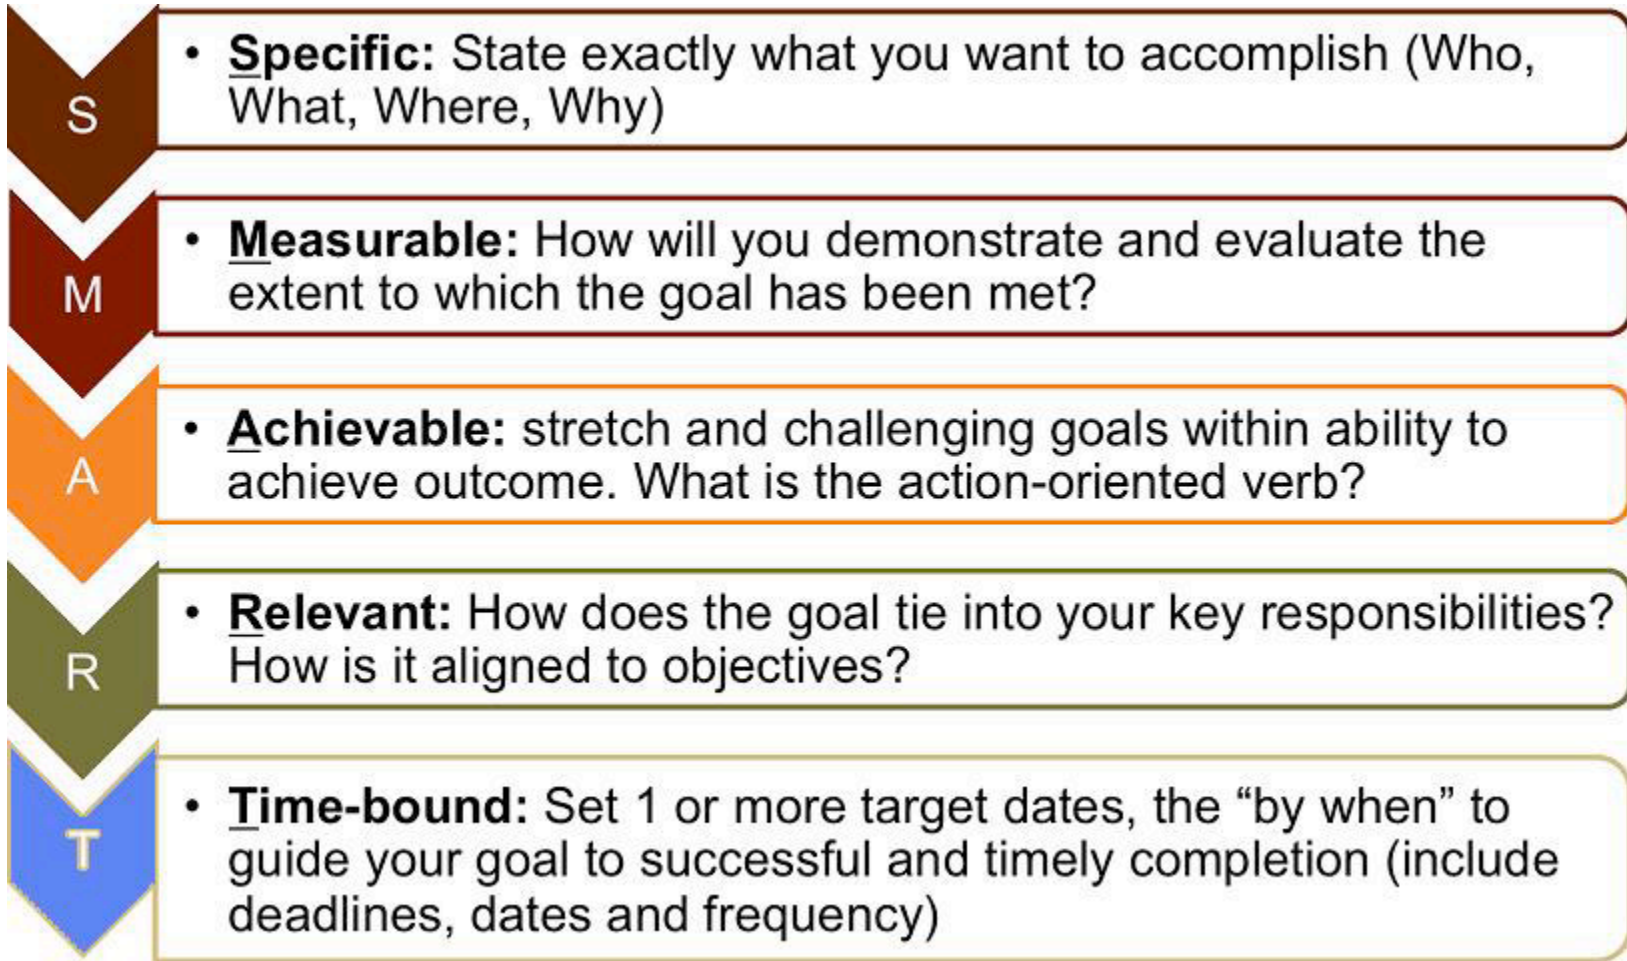 S
• Specific: State exactly what you want to accomplish (Who,
What, Where, Why)
M
• Measurable: How will you demonstrate and evaluate the
extent to which the goal has been met?
A
• Achievable: stretch and challenging goals within ability to
achieve outcome. What is the action-oriented verb?
R
• Relevant: How does the goal tie into your key responsibilities?
How is it aligned to objectives?
T
• Time-bound: Set 1 or more target dates, the “by when” to
guide your goal to successful and timely completion (include
deadlines, dates and frequency)